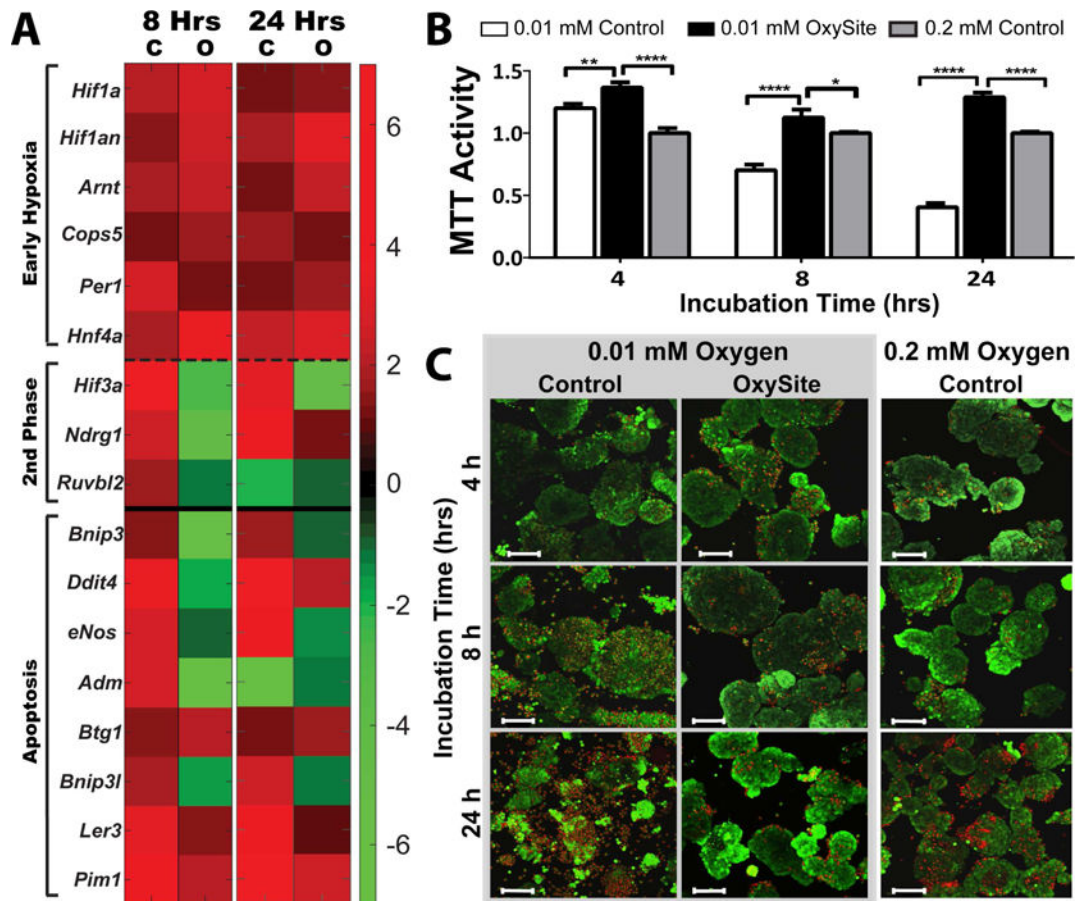 A
8 Hrs 24 Hrs
C O C O
Early Hypoxia
Hif1a
Hif1an
Arnt
Cops5
Per1
Hnf4a
2nd Phase
Hif3a
Ndrg1
Ruvbl2
Apoptosis
Bnip3
Ddit4
eNos
Adm
Btg1
Bnip3l
Ler3
Pim1
6
4
2
0
-2
-4
-6
B
0.01 mM Control 0.01 mM OxySite 0.2 mM Control
MTT Activity
1.5
1.0
0.5
0.0
** **** **** * **** ****
4 8 24
Incubation Time (hrs)
C
0.01 mM Oxygen 0.2 mM Oxygen
Control OxySite Control
Incubation Time (hrs)
4 h
8 h
24 h